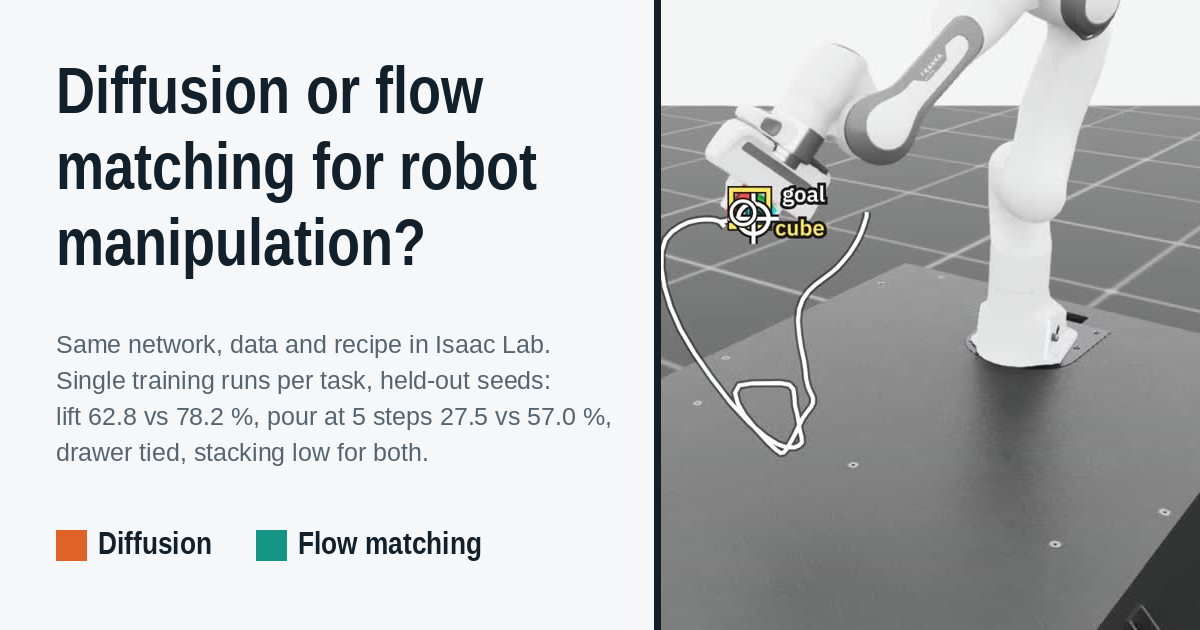 Diffusion or flow
matching for robot
manipulation?
Same network, data and recipe in Isaac Lab.
Single training runs per task, held-out seeds:
lift 62.8 vs 78.2 %, pour at 5 steps 27.5 vs 57.0 %,
drawer tied, stacking low for both.
Diffusion
Flow matching
FRANKA
goal
cube